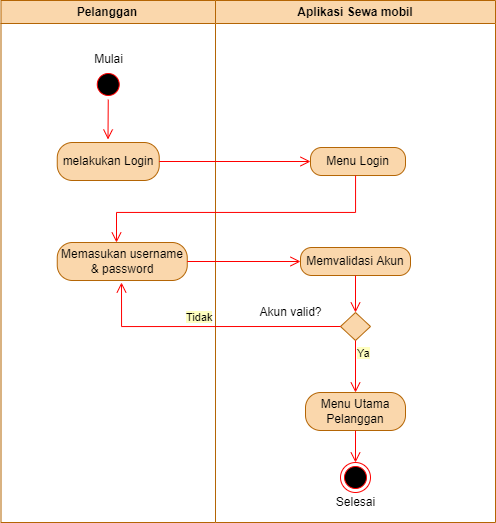 Pelanggan
Aplikasi Sewa mobil
Mulai
melakukan Login
Menu Login
Memasukan username
& password
Memvalidasi Akun
Akun valid?
Tidak
Ya
Menu Utama
Pelanggan
Selesai